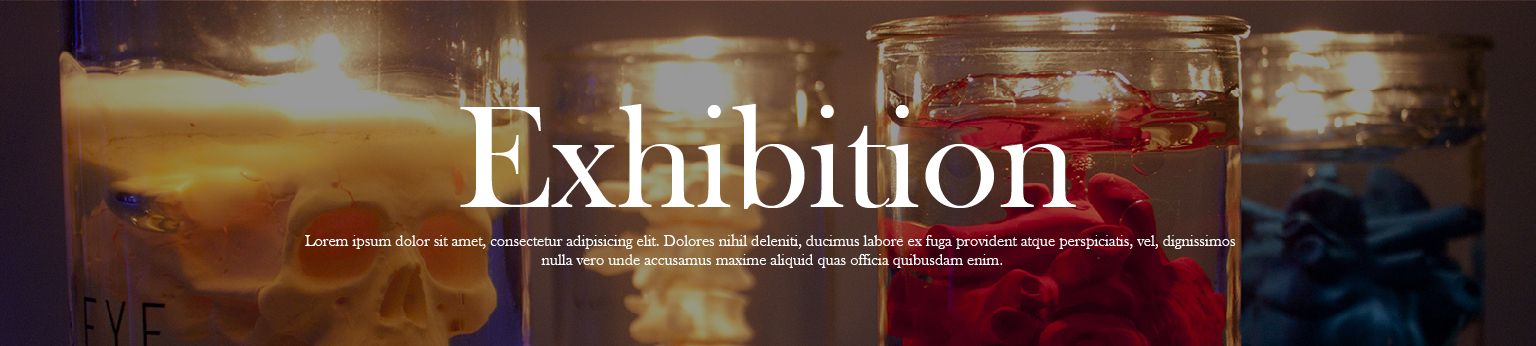 Exhibition
Lorem ipsum dolor sit amet, consectetur adipisicing elit. Dolores nihil deleniti, ducimus labore ex fuga provident atque perspiciatis, vel, dignissimos
nulla vero unde accusamus maxime aliquid quas officia quibusdam enim.
EYE